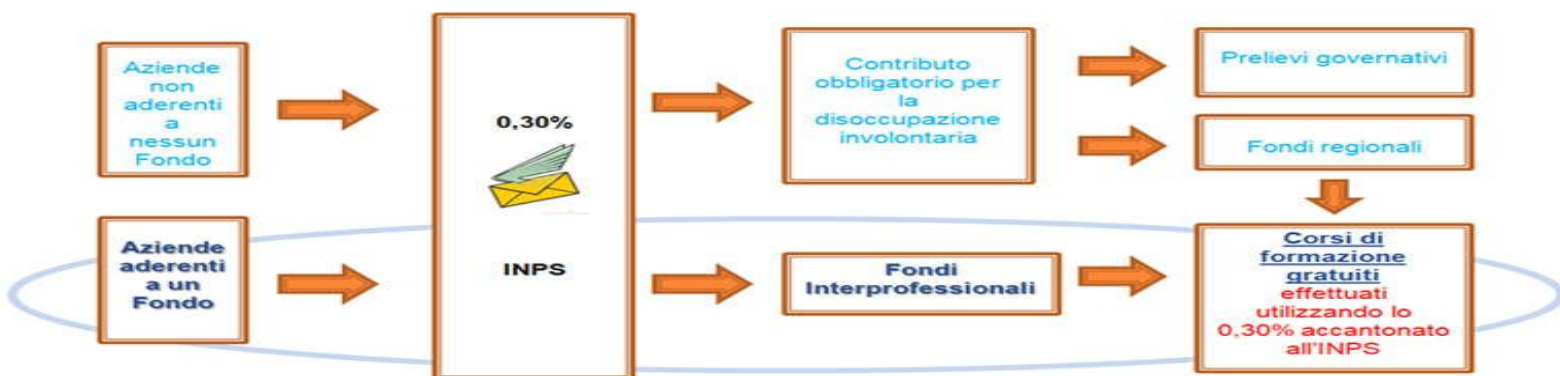 Aziende
non
aderenti
a
nessun
Fondo
0,30%
Contributo
obbligatorio per
la
disoccupazione
involontaria
Prelievi governativi
Fondi regionali
Aziende
aderenti
a un
Fondo
INPS
Fondi
Interprofessionali
Corsi di
formazione
gratuiti
effettuati
utilizzando lo
0,30% accantonato
all'INPS